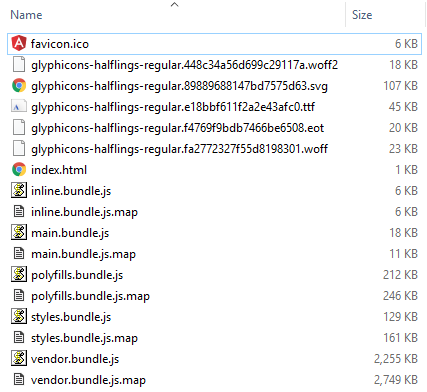 Name Size
favicon.ico 6 KB
glyphicons-halflings-regular.448c34a56d699c29117a.woff2 18 KB
glyphicons-halflings-regular.89889688147bd7575d63.svg 107 KB
glyphicons-halflings-regular.e18bbf611f2a2e43afc0.ttf 45 KB
glyphicons-halflings-regular.f4769f9bdb7466be6508.eot 20 KB
glyphicons-halflings-regular.fa2772327f55d8198301.woff 23 KB
index.html 1 KB
inline.bundle.js 6 KB
inline.bundle.js.map 6 KB
main.bundle.js 18 KB
main.bundle.js.map 11 KB
polyfills.bundle.js 212 KB
polyfills.bundle.js.map 246 KB
styles.bundle.js 129 KB
styles.bundle.js.map 161 KB
vendor.bundle.js 2,255 KB
vendor.bundle.js.map 2,749 KB